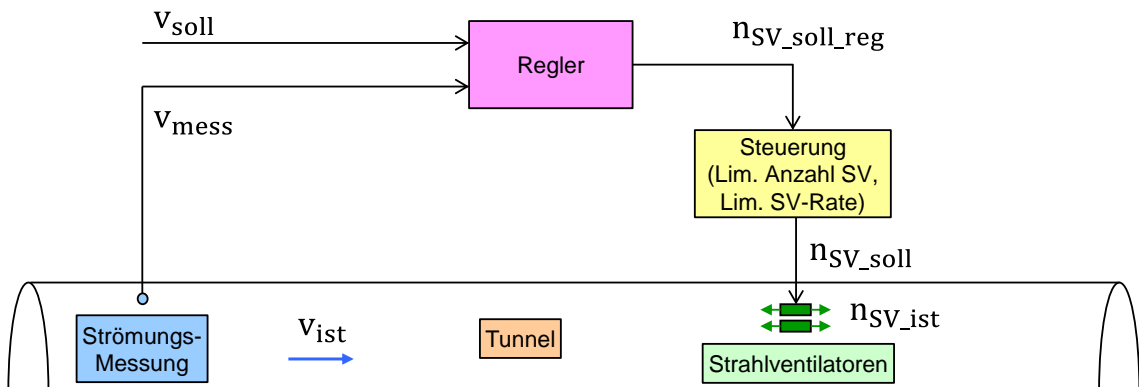 v_soll
n_SV_soll_reg
Regler
v_mess
Steuerung
(Lim. Anzahl SV,
Lim. SV-Rate)
n_SV_soll
Strömungs-
Messung
v_ist
Tunnel
n_SV_ist
Strahlventilatoren